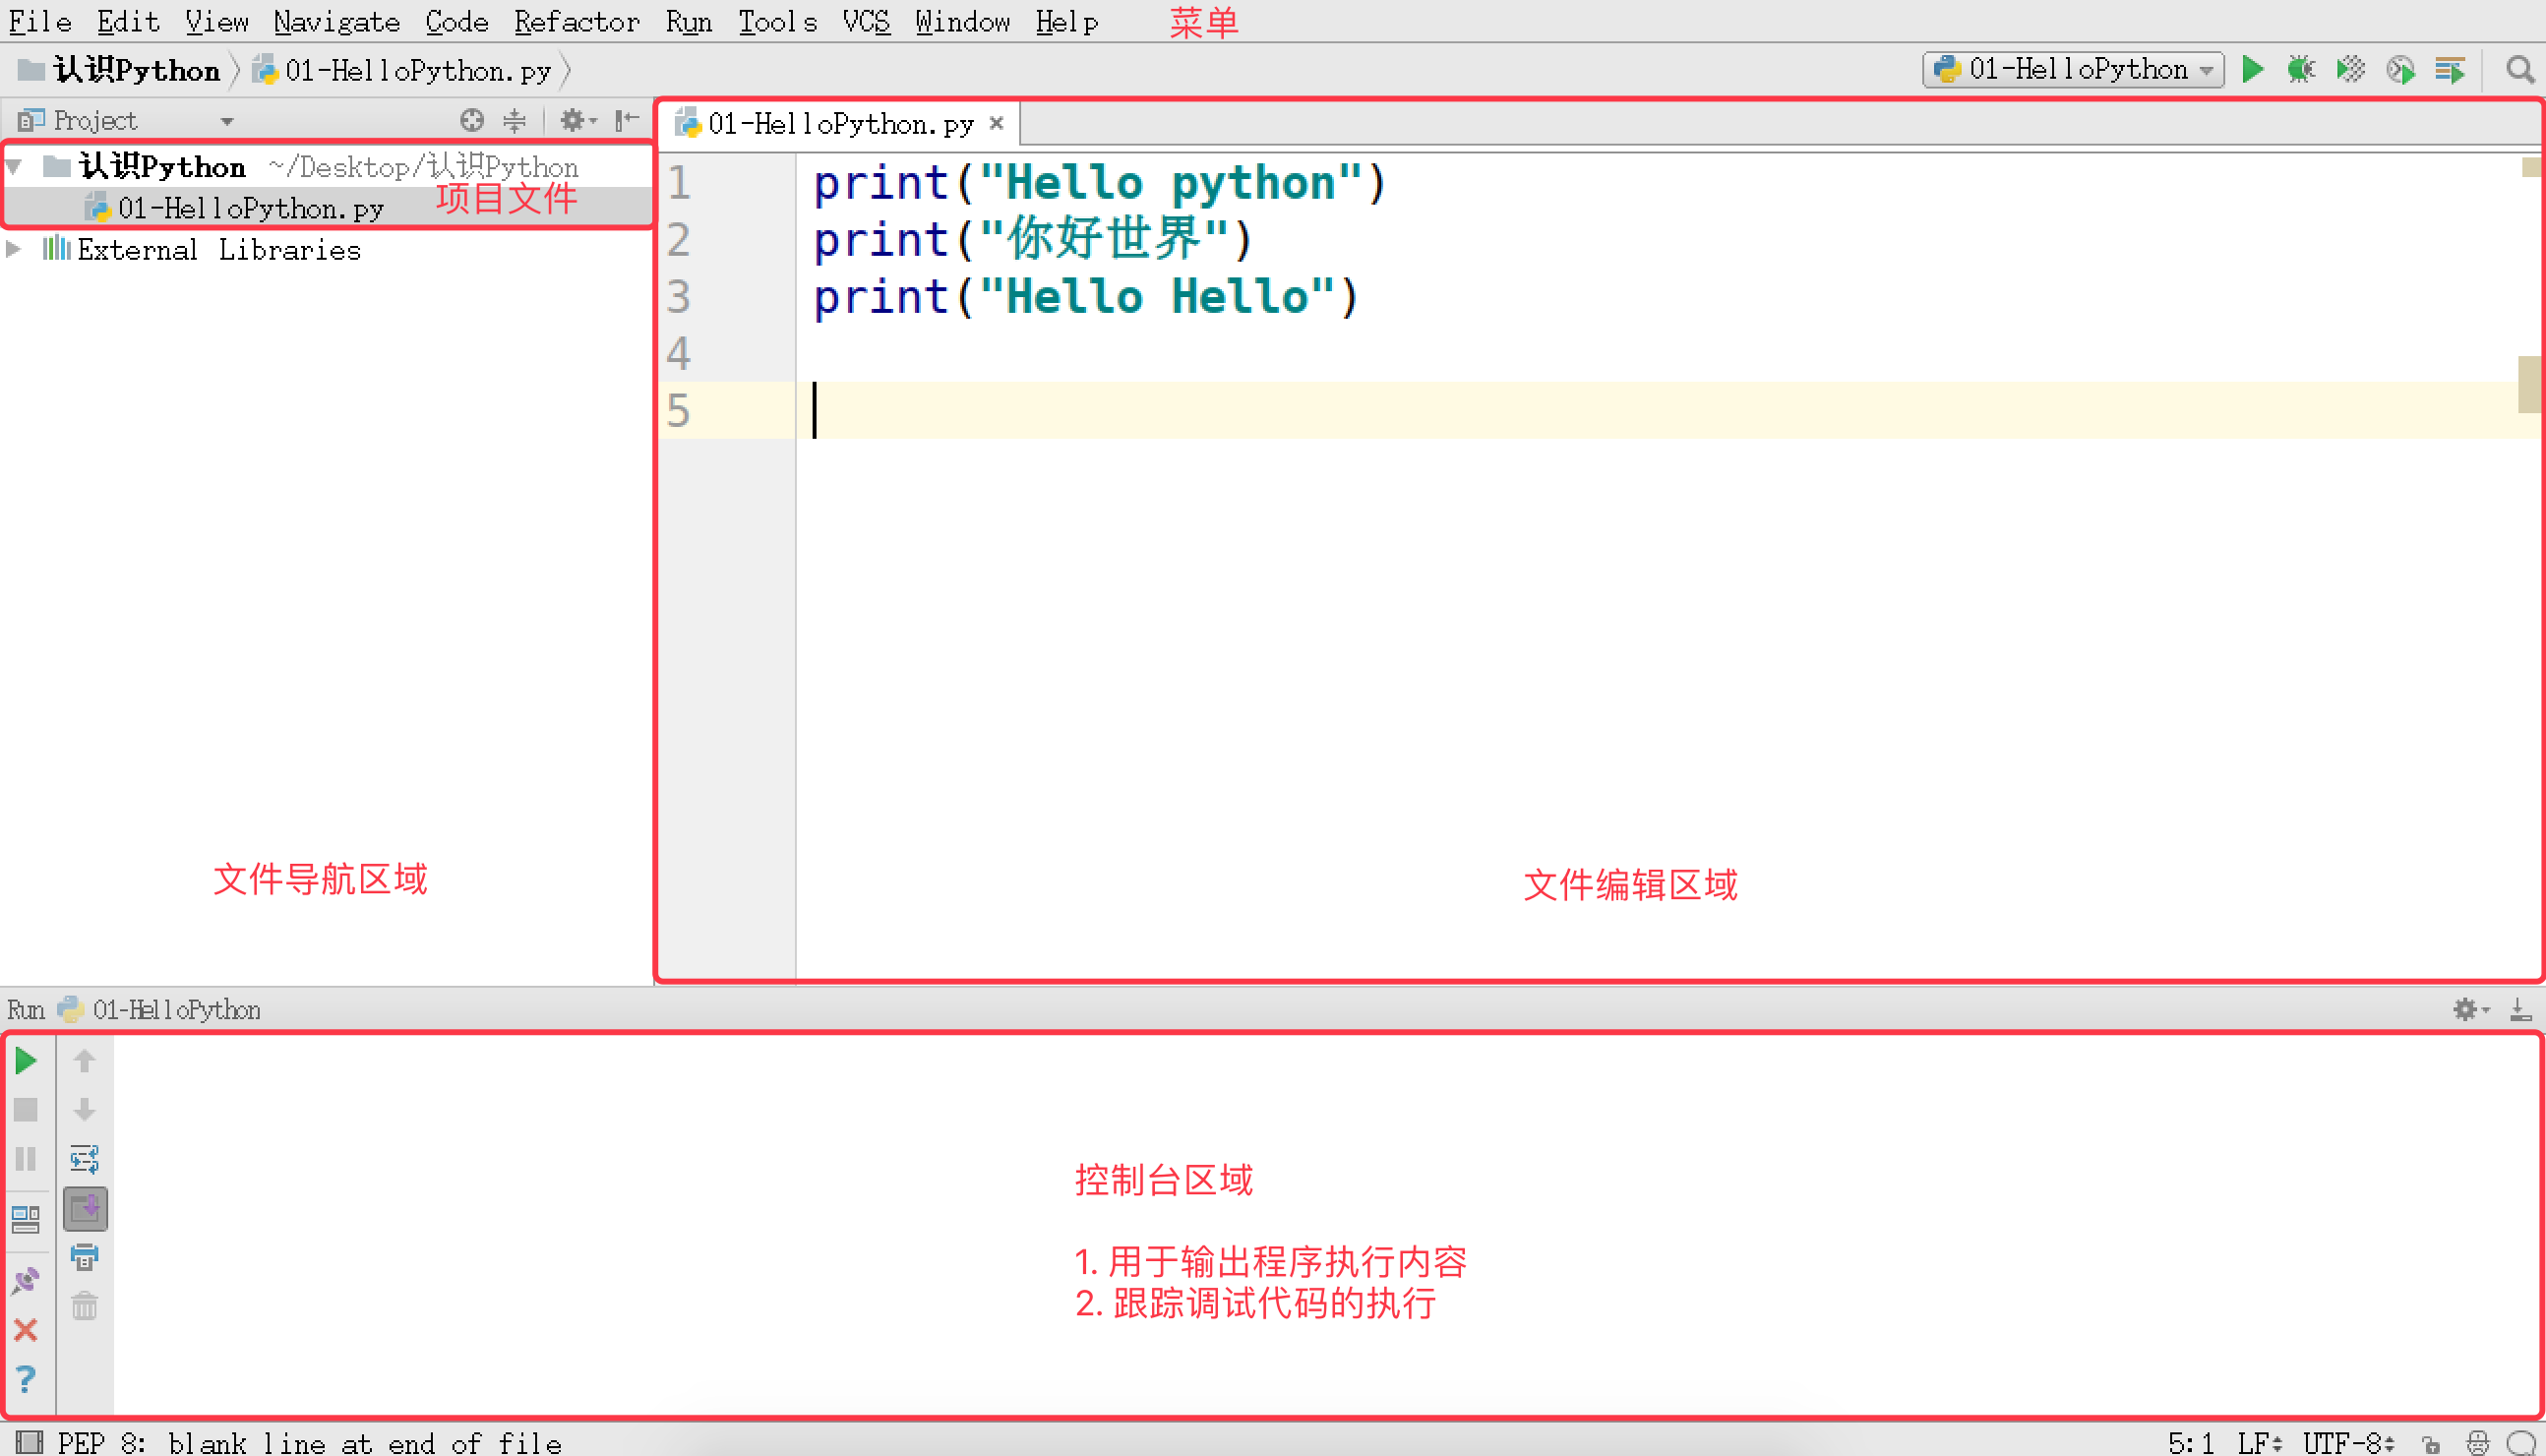 File Edit View Navigate Code Refactor Run Tools VCS Window Help 菜单
认识Python 01-HelloPython.py 01-HelloPython
Project
01-HelloPython.py
认识Python ~/Desktop/认识Python
项目文件
01-HelloPython.py
External Libraries
1 print("Hello python")
2 print("你好世界")
3 print("Hello Hello")
4
5
文件导航区域
文件编辑区域
Run 01-HelloPython
控制台区域
1. 用于输出程序执行内容
2. 跟踪调试代码的执行
?
PEP 8: blank line at end of file 5:1 LF UTF-8